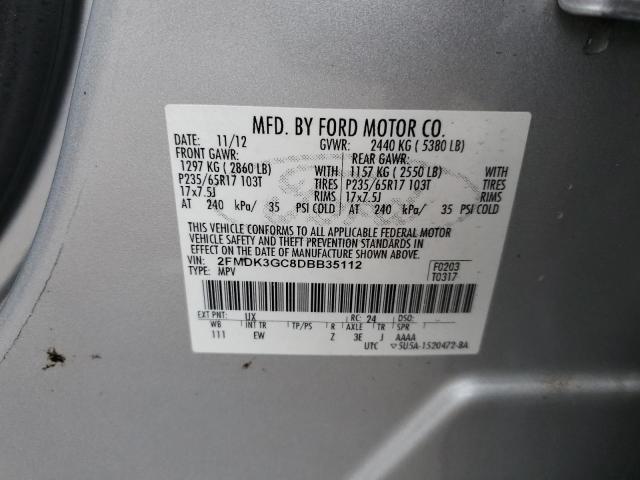 MFD. BY FORD MOTOR CO.
DATE: 11/12 GVWR: 2440 KG ( 5380 LB)
FRONT GAWR: REAR GAWR:
1297 KG ( 2860 LB) WITH 1157 KG ( 2550 LB) WITH
P235/65R17 103T TIRES P235/65R17 103T TIRES
17x7.5J RIMS 17x7.5J RIMS
AT 240 kPa/ 35 PSI COLD AT 240 kPa/ 35 PSI COLD
THIS VEHICLE CONFORMS TO ALL APPLICABLE FEDERAL MOTOR
VEHICLE SAFETY AND THEFT PREVENTION STANDARDS IN
EFFECT ON THE DATE OF MANUFACTURE SHOWN ABOVE.
VIN: 2FMDK3GC8DBB35112 F0203
TYPE: MPV T0317
EXT PNT: UX RC: 24 DSO:
WB INT TR TP/PS R AXLE TR SPR
111 EW Z 3E J AAAA
UTC ▽5U5A-1520472-BA